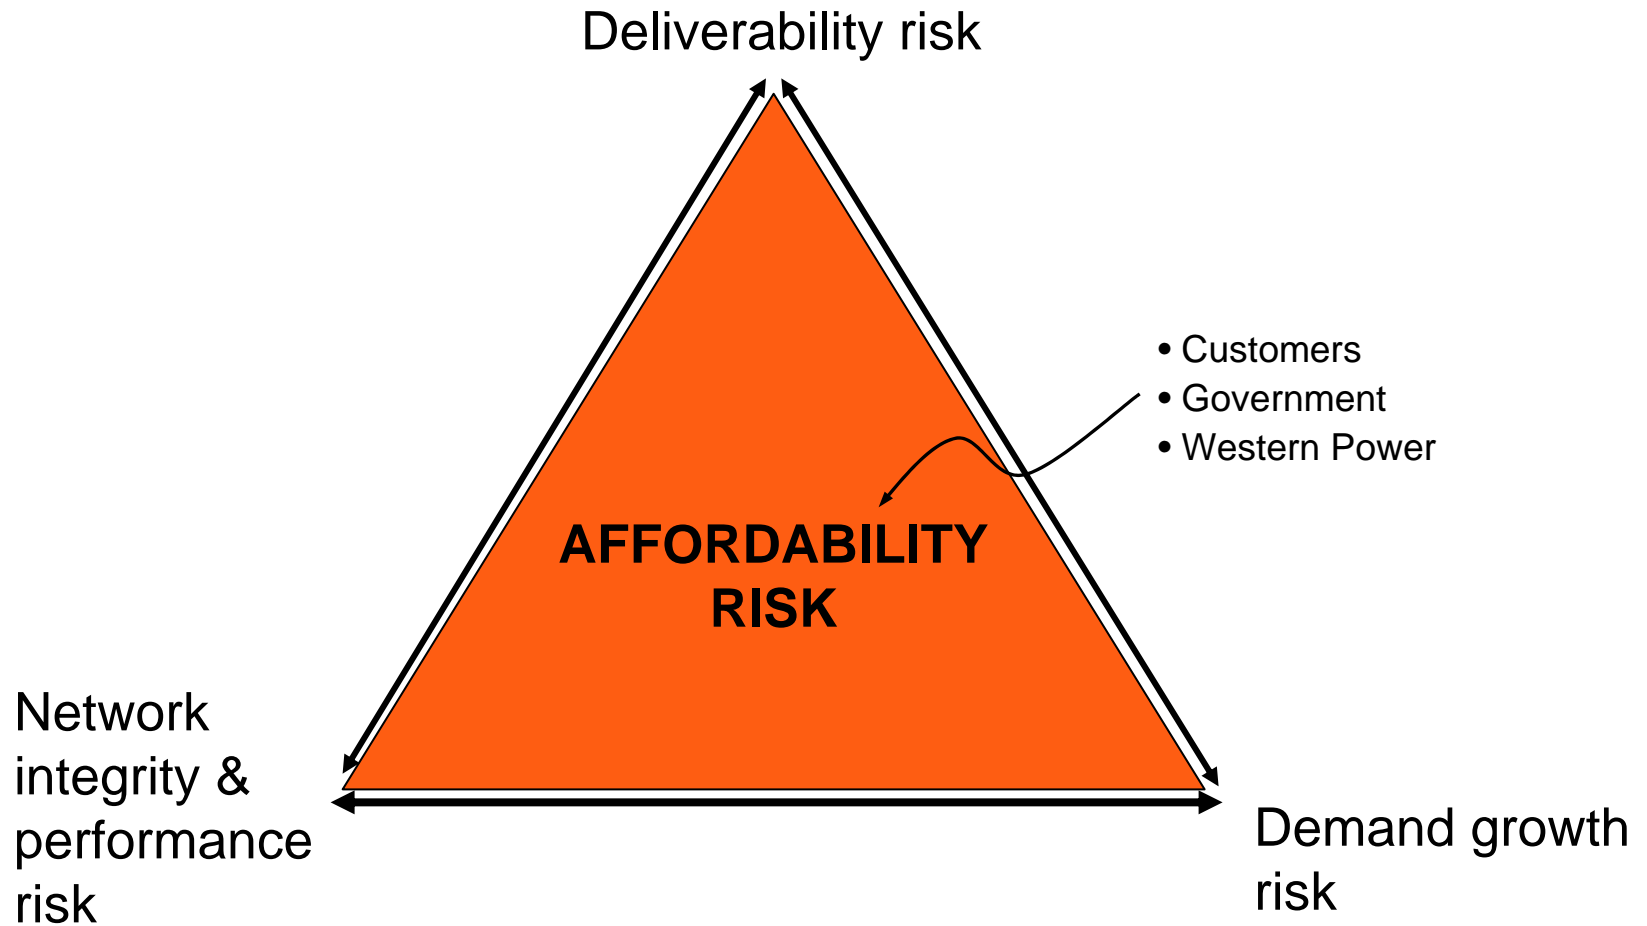 Deliverability risk
• Customers
• Government
• Western Power
AFFORDABILITY
RISK
Network
integrity &
performance
risk
Demand growth
risk